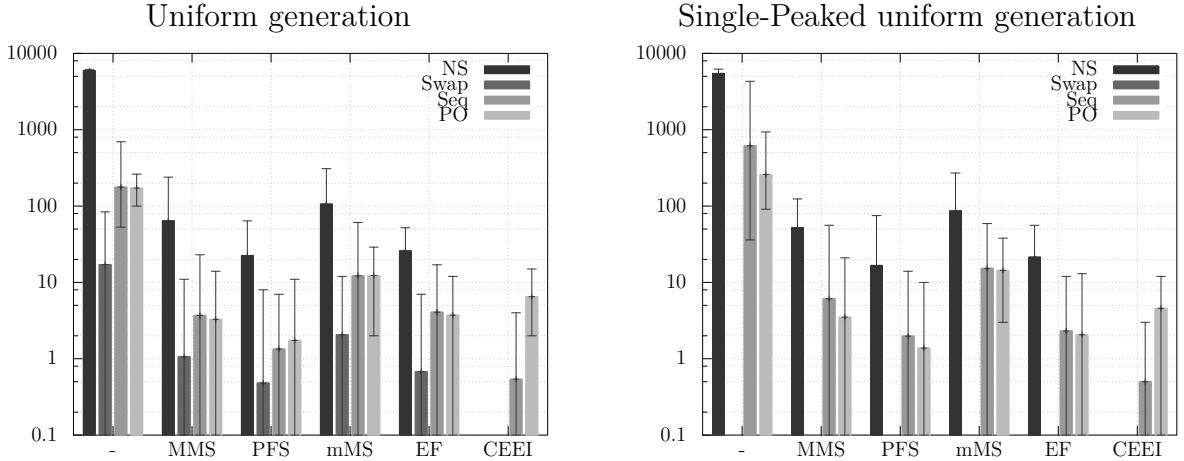 Uniform generation
10000
1000
100
10
1
0.1
NS
Swap
Seq
PO
- MMS PFS mMS EF CEEI
Single-Peaked uniform generation
10000
1000
100
10
1
0.1
NS
Swap
Seq
PO
- MMS PFS mMS EF CEEI